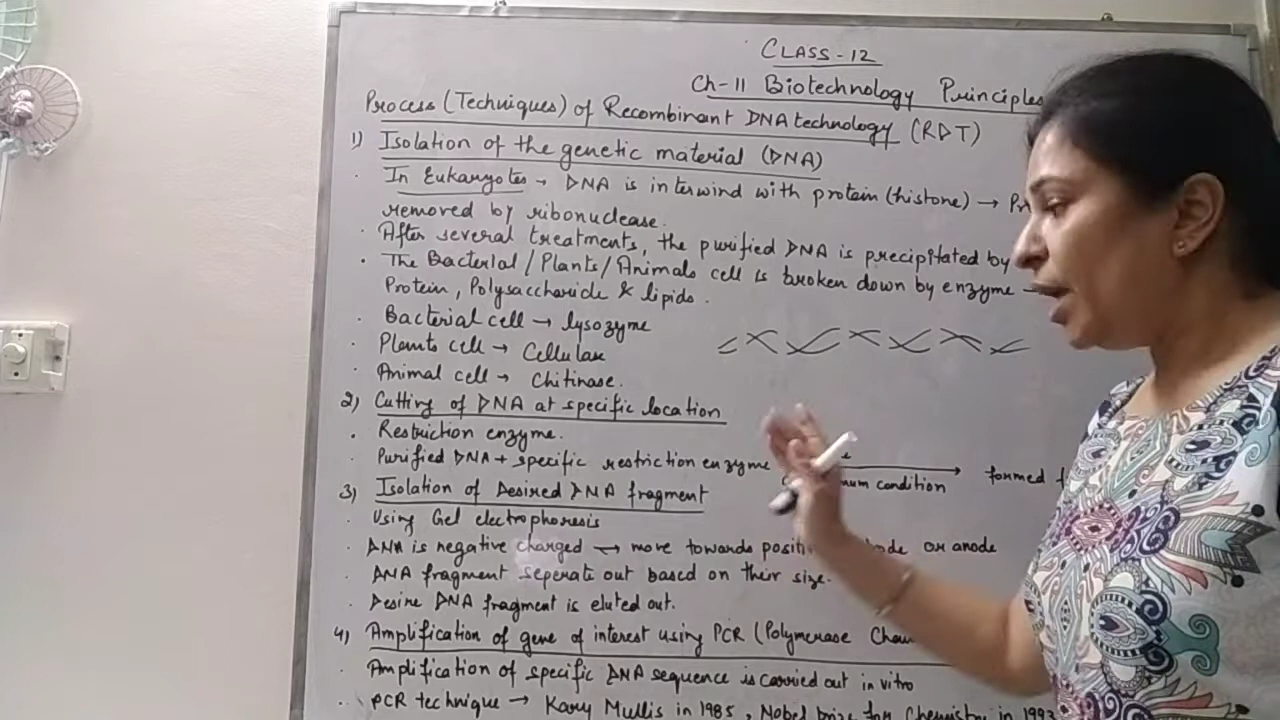 CLASS-12
Ch-11 Biotechnology Principles
Process (Techniques) of Recombinant DNA technology (RDT)
1) Isolation of the genetic material (DNA)
. In Eukaryotes → DNA is interwind with protein (histone) →
removed by ribonuclease.
. After several treatments, the purified DNA is precipitated by
. The Bacterial / Plants / Animals cell is broken down by enzyme →
Protein, Polysaccharide & lipids.
. Bacterial cell → lysozyme
. Plants cell → Cellulase
. Animal cell → Chitinase.
2) Cutting of DNA at specific location
. Restriction enzyme.
. Purified DNA + specific restriction enzyme condition formed
3) Isolation of Desired DNA fragment
. Using Gel electrophoresis
. DNA is negative charged → move towards or anode
. DNA fragment seperate out based on their size.
. Desire DNA fragment is eluted out.
4) Amplification of gene of interest using PCR (Polymerase
. Amplification of specific DNA sequence is carried out in vitro
. PCR technique → Kary Mullis in 1985, Nobel prize for Chemistry in 1993